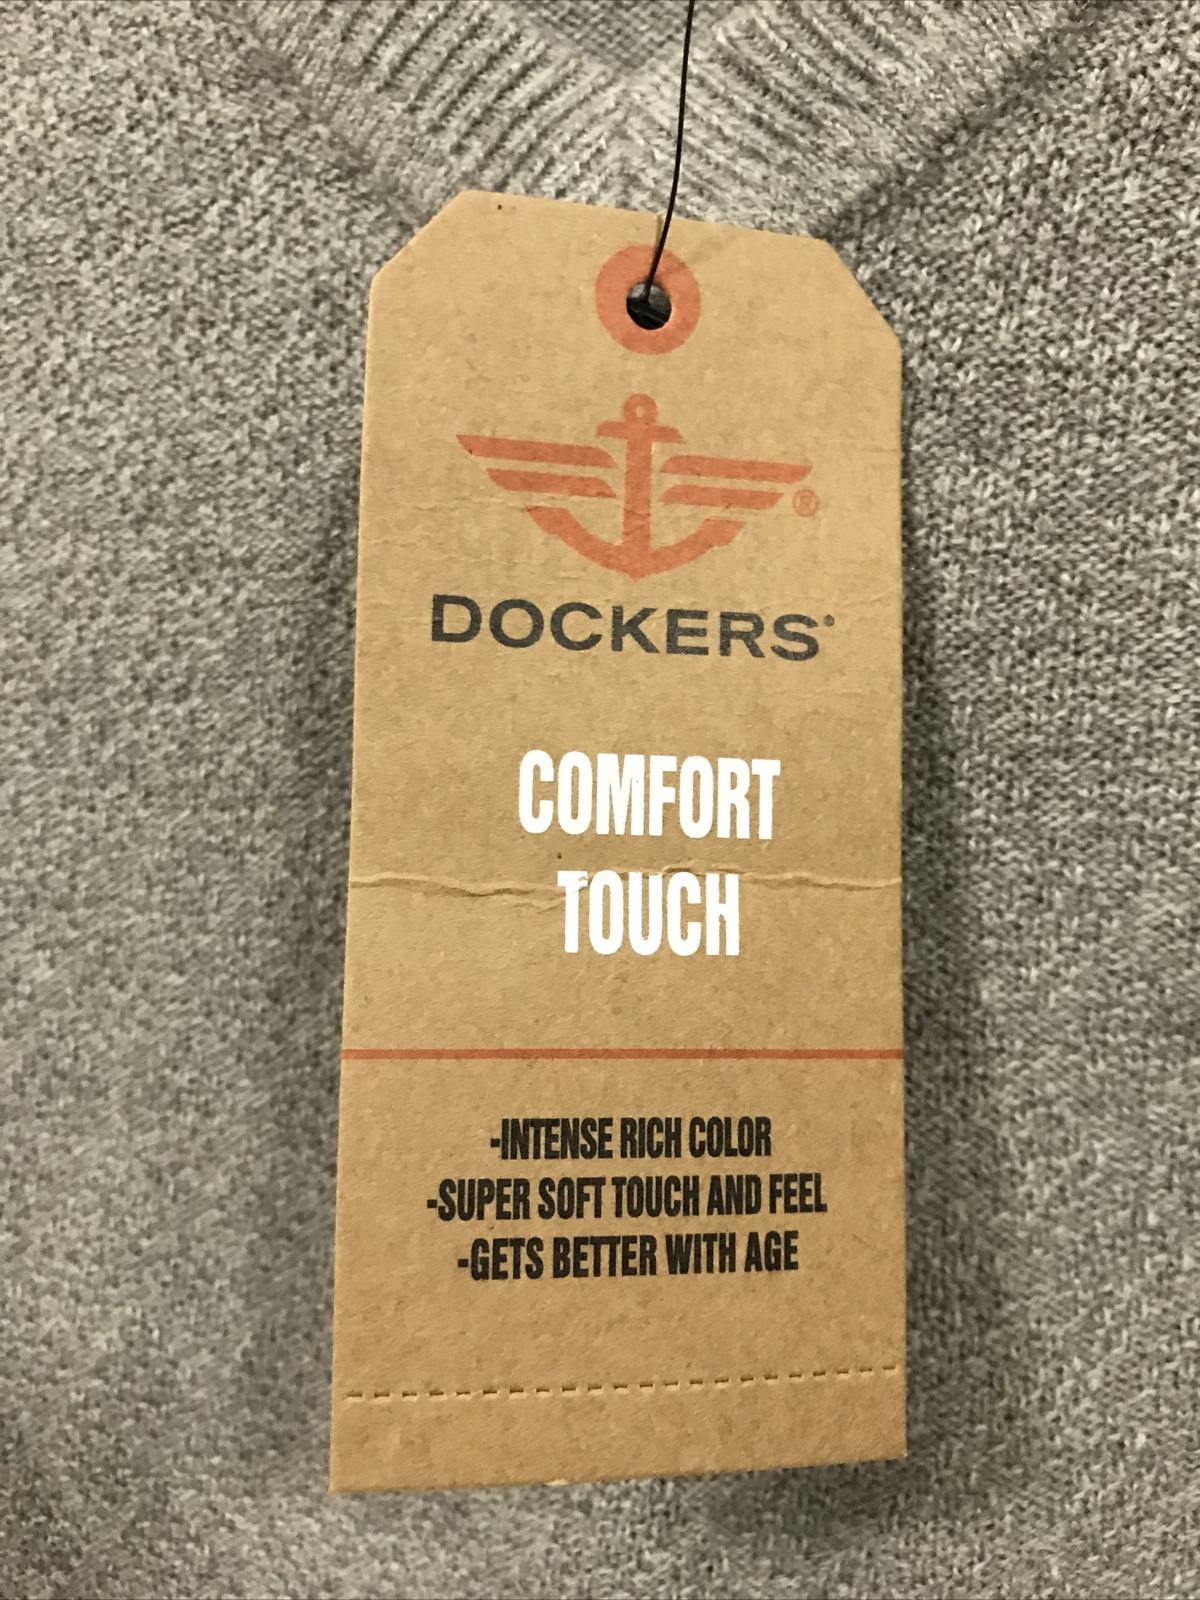 ®
DOCKERS®
COMFORT
TOUCH
-INTENSE RICH COLOR
-SUPER SOFT TOUCH AND FEEL
-GETS BETTER WITH AGE